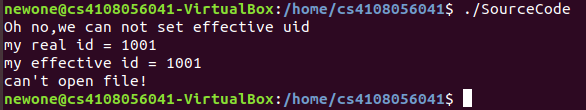 newone@cs4108056041-VirtualBox:/home/cs4108056041$ ./SourceCode
Oh no,we can not set effective uid
my real id = 1001
my effective id = 1001
can't open file!
newone@cs4108056041-VirtualBox:/home/cs4108056041$